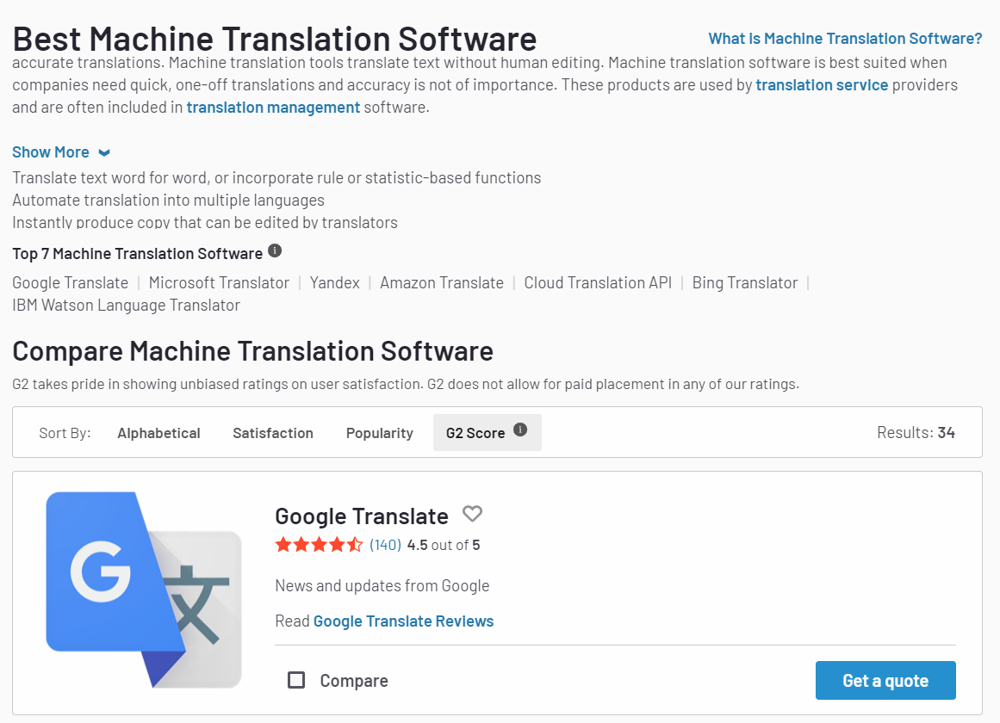 Best Machine Translation Software
What Is Machine Translation Software?
accurate translations. Machine translation tools translate text without human editing. Machine translation software is best suited when
companies need quick, one-off translations and accuracy is not of importance. These products are used by translation service providers
and are often included in translation management software.
Show More
Translate text word for word, or incorporate rule or statistic-based functions
Automate translation into multiple languages
Instantly produce copy that can be edited by translators
Top 7 Machine Translation Software i
Google Translate | Microsoft Translator | Yandex | Amazon Translate | Cloud Translation API | Bing Translator |
IBM Watson Language Translator
Compare Machine Translation Software
G2 takes pride in showing unbiased ratings on user satisfaction. G2 does not allow for paid placement in any of our ratings.
Sort By: Alphabetical Satisfaction Popularity G2 Score i Results: 34
G 文
Google Translate
(140) 4.5 out of 5
News and updates from Google
Read Google Translate Reviews
Compare
Get a quote